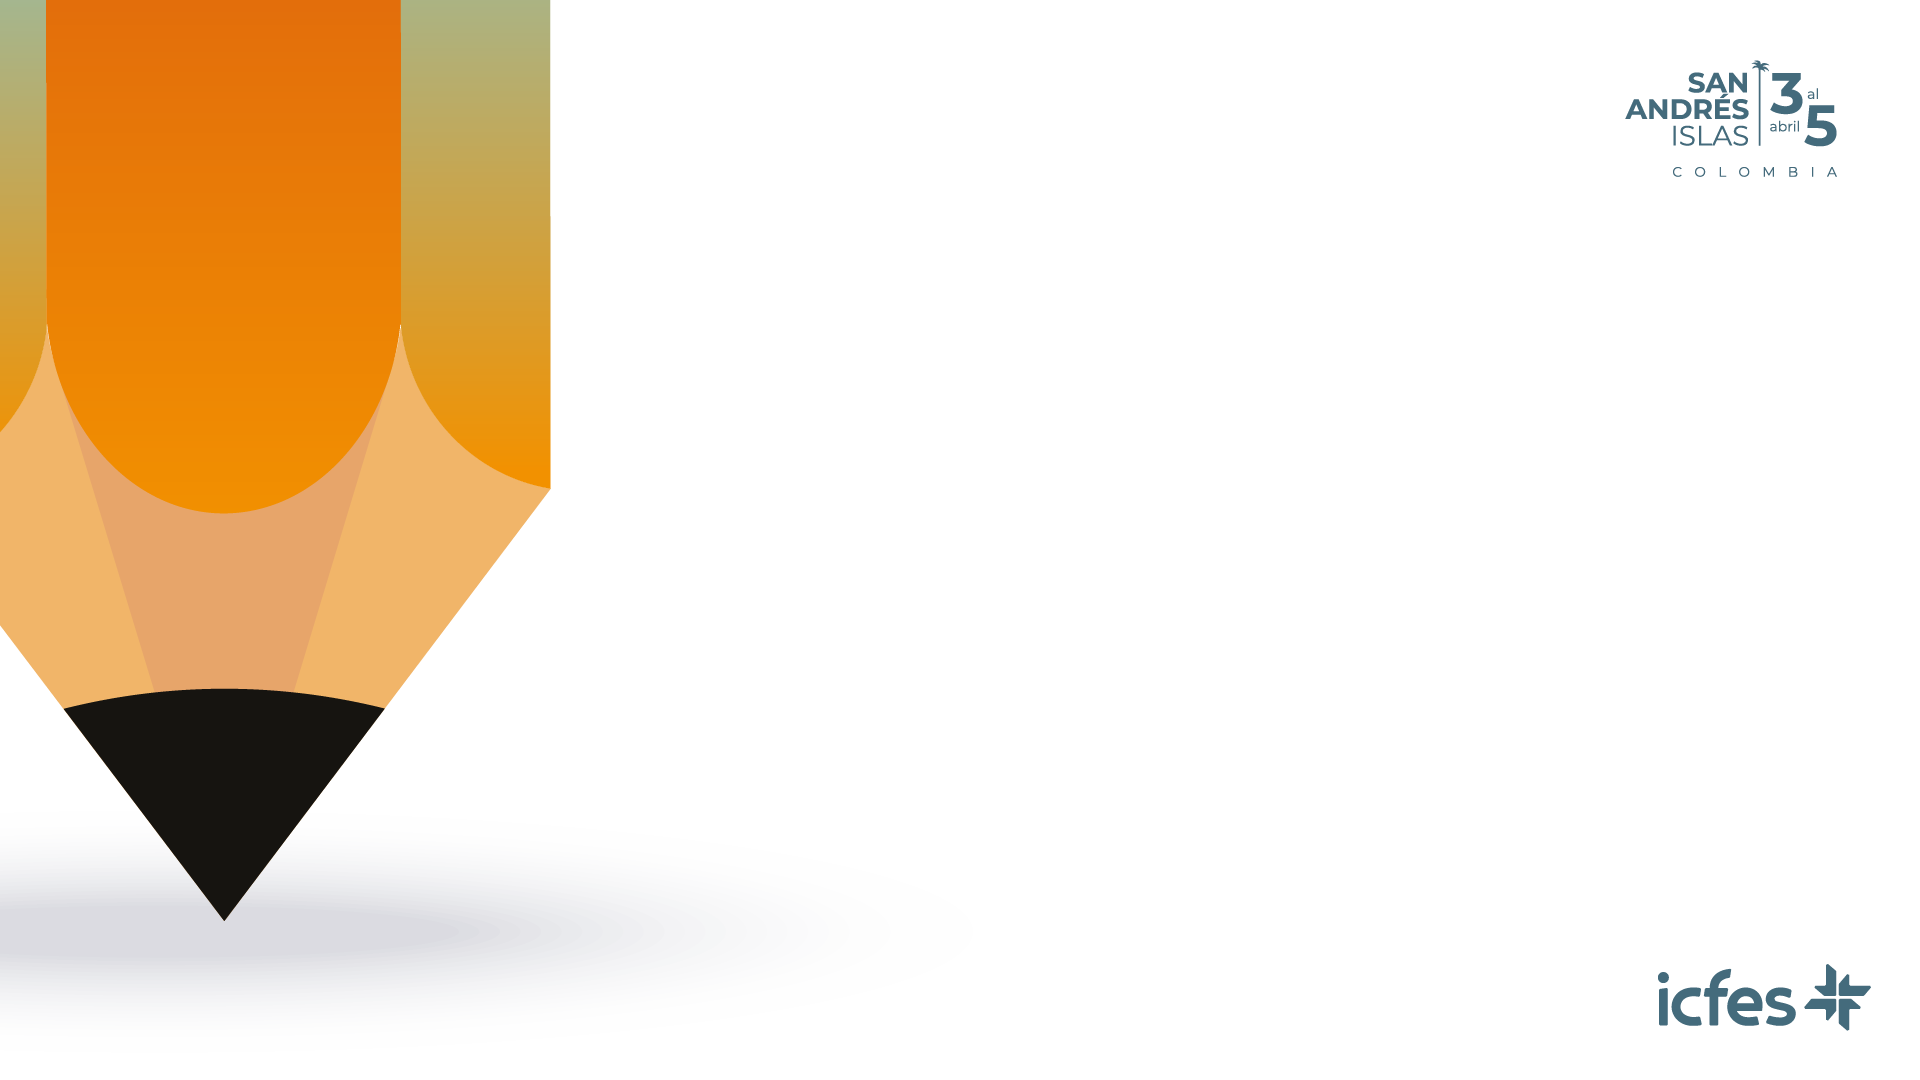 SAN
ANDRÉS
ISLAS
3 al
abril 5
COLOMBIA
icfes